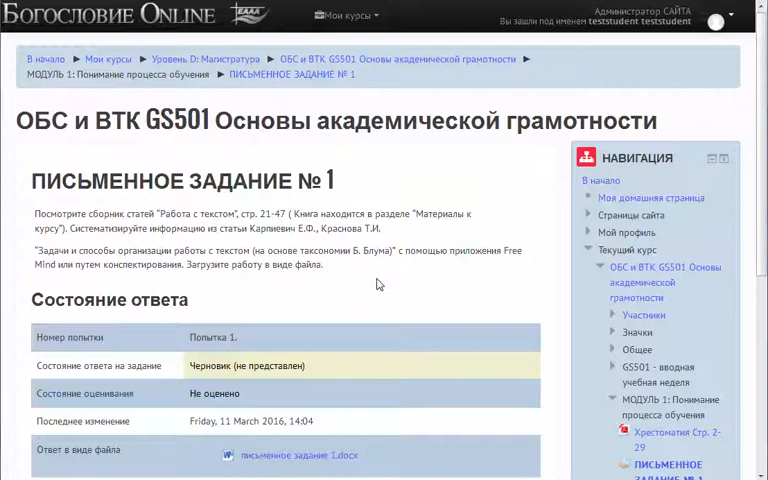 Богословие Online
ЕААА
Мои курсы
Администратор САЙТА
Вы зашли под именем teststudent teststudent
В начало ► Мои курсы ► Уровень D: Магистратура ► ОБС и ВТК GS501 Основы академической грамотности ►
МОДУЛЬ 1: Понимание процесса обучения ► ПИСЬМЕННОЕ ЗАДАНИЕ № 1
ОБС и ВТК GS501 Основы академической грамотности
ПИСЬМЕННОЕ ЗАДАНИЕ № 1
Посмотрите сборник статей “Работа с текстом”, стр. 21-47 ( Книга находится в разделе “Материалы к
курсу”). Систематизируйте информацию из статьи Карпиевич Е.Ф., Краснова Т.И.
“Задачи и способы организации работы с текстом (на основе таксономии Б. Блума)” с помощью приложения Free
Mind или путем конспектирования. Загрузите работу в виде файла.
Состояние ответа
Номер попытки Попытка 1.
Состояние ответа на задание Черновик (не представлен)
Состояние оценивания Не оценено
Последнее изменение Friday, 11 March 2016, 14:04
Ответ в виде файла письменное задание 1.docx
НАВИГАЦИЯ
В начало
Моя домашняя страница
Страницы сайта
Мой профиль
Текущий курс
ОБС и ВТК GS501 Основы
академической
грамотности
Участники
Значки
Общее
GS501 - вводная
учебная неделя
МОДУЛЬ 1: Понимание
процесса обучения
Хрестоматия Стр. 2-
29
ПИСЬМЕННОЕ
ЗАДАНИЕ № 1